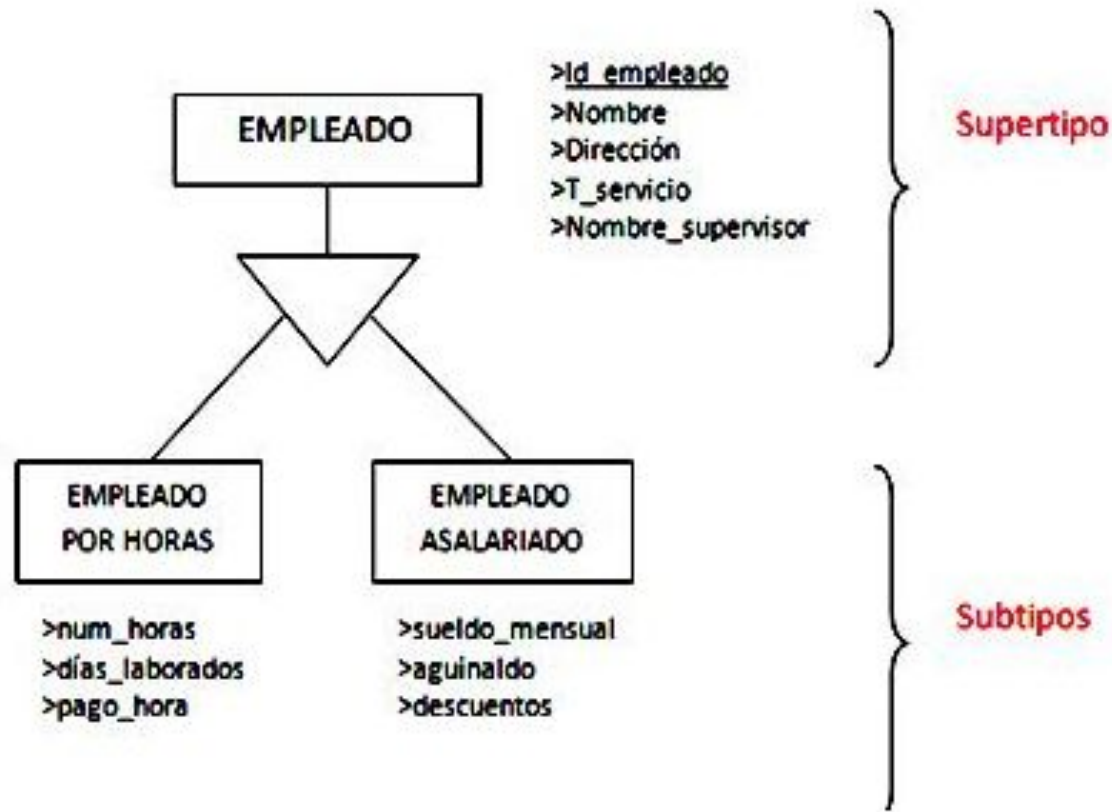 EMPLEADO
>Id_empleado
>Nombre
>Dirección
>T_servicio
>Nombre_supervisor
Supertipo
EMPLEADO
POR HORAS
>num_horas
>días_laborados
>pago_hora
EMPLEADO
ASALARIADO
>sueldo_mensual
>aguinaldo
>descuentos
Subtipos